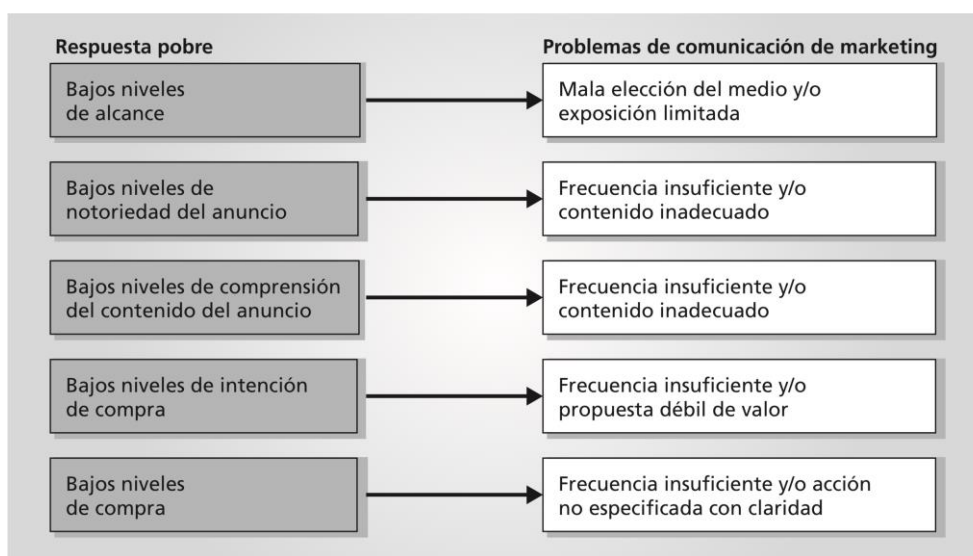 Respuesta pobre
Problemas de comunicación de marketing
Bajos niveles
de alcance
Mala elección del medio y/o
exposición limitada
Bajos niveles de
notoriedad del anuncio
Frecuencia insuficiente y/o
contenido inadecuado
Bajos niveles de comprensión
del contenido del anuncio
Frecuencia insuficiente y/o
contenido inadecuado
Bajos niveles de intención
de compra
Frecuencia insuficiente y/o
propuesta débil de valor
Bajos niveles
de compra
Frecuencia insuficiente y/o acción
no especificada con claridad